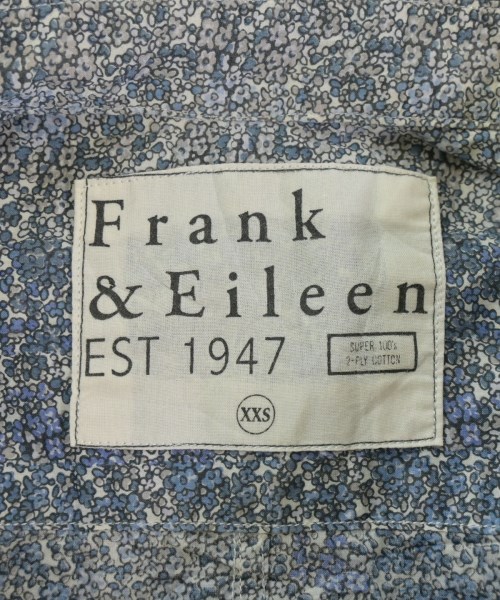 Frank
& Eileen
EST 1947
SUPER 100's
2-PLY COTTON
XXS